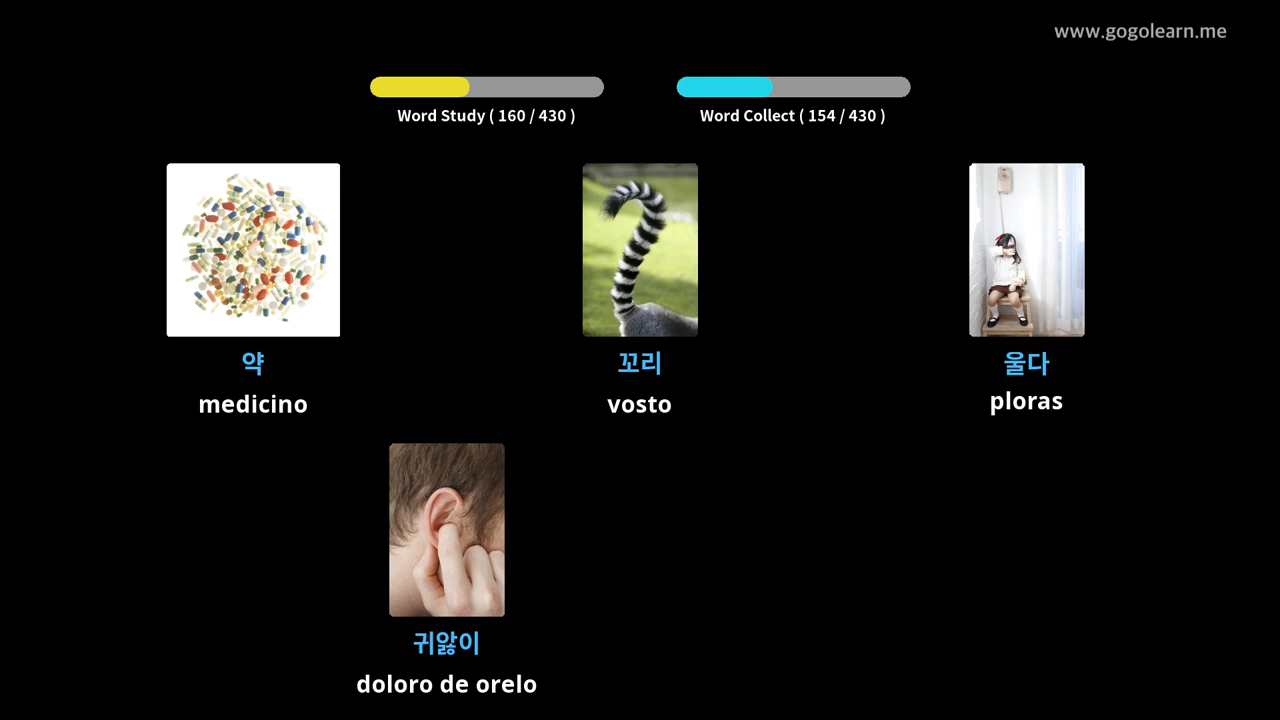 www.gogolearn.me
Word Study ( 160 / 430 )
Word Collect ( 154 / 430 )
약
medicino
꼬리
vosto
울다
ploras
귀앓이
doloro de orelo